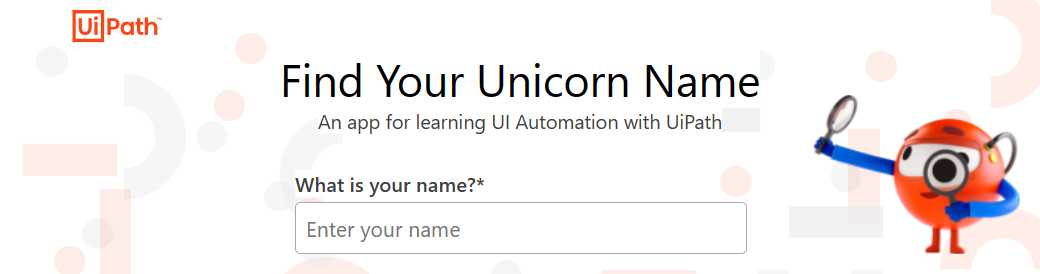 UiPath™
Find Your Unicorn Name
An app for learning UI Automation with UiPath
What is your name?*
Enter your name